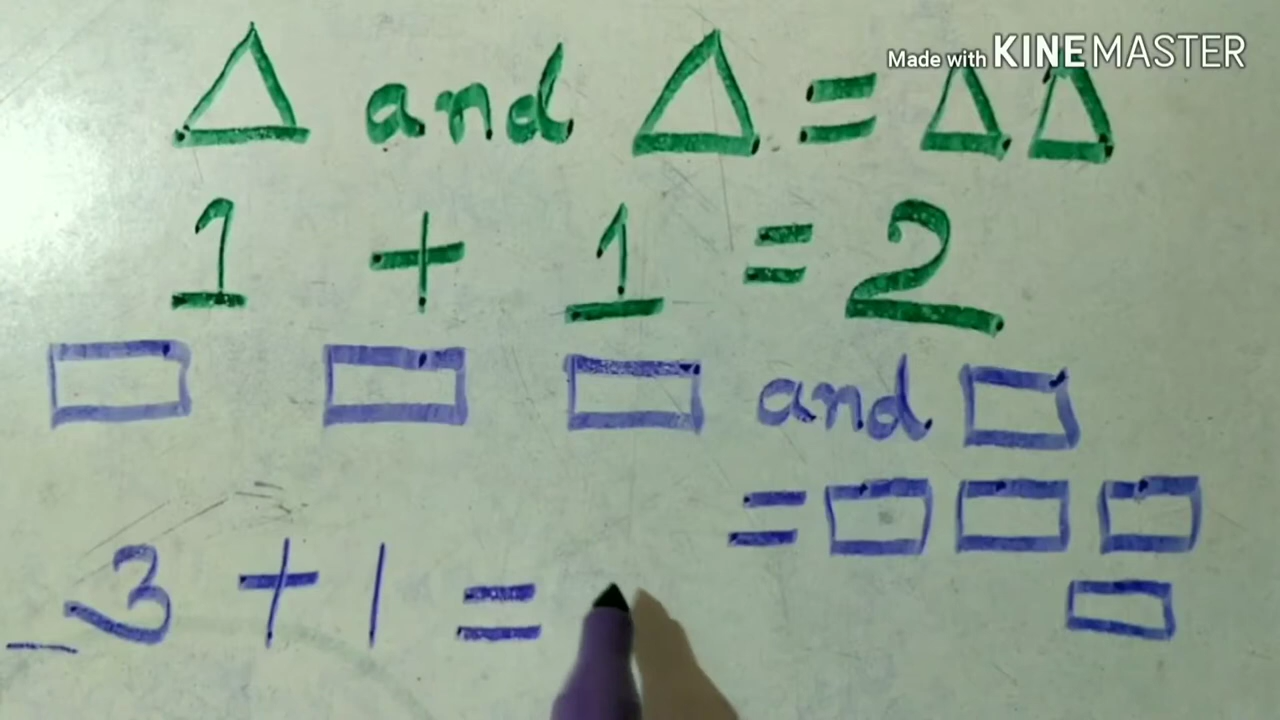 Made with KINEMASTER
△ and △ = △△
1 + 1 = 2
▭ ▭ ▭ and ▭
= ▭ ▭ ▭
▭
3 + 1 =